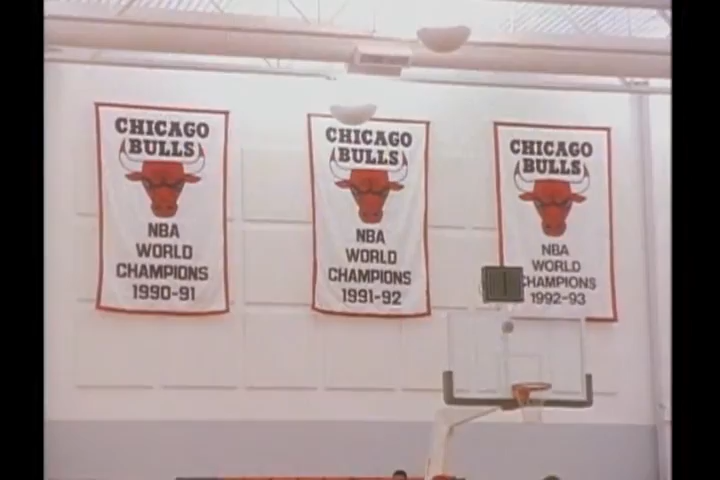 CHICAGO
BULLS
NBA
WORLD
CHAMPIONS
1990-91
CHICAGO
BULLS
NBA
WORLD
CHAMPIONS
1991-92
CHICAGO
BULLS
NBA
WORLD
CHAMPIONS
1992-93